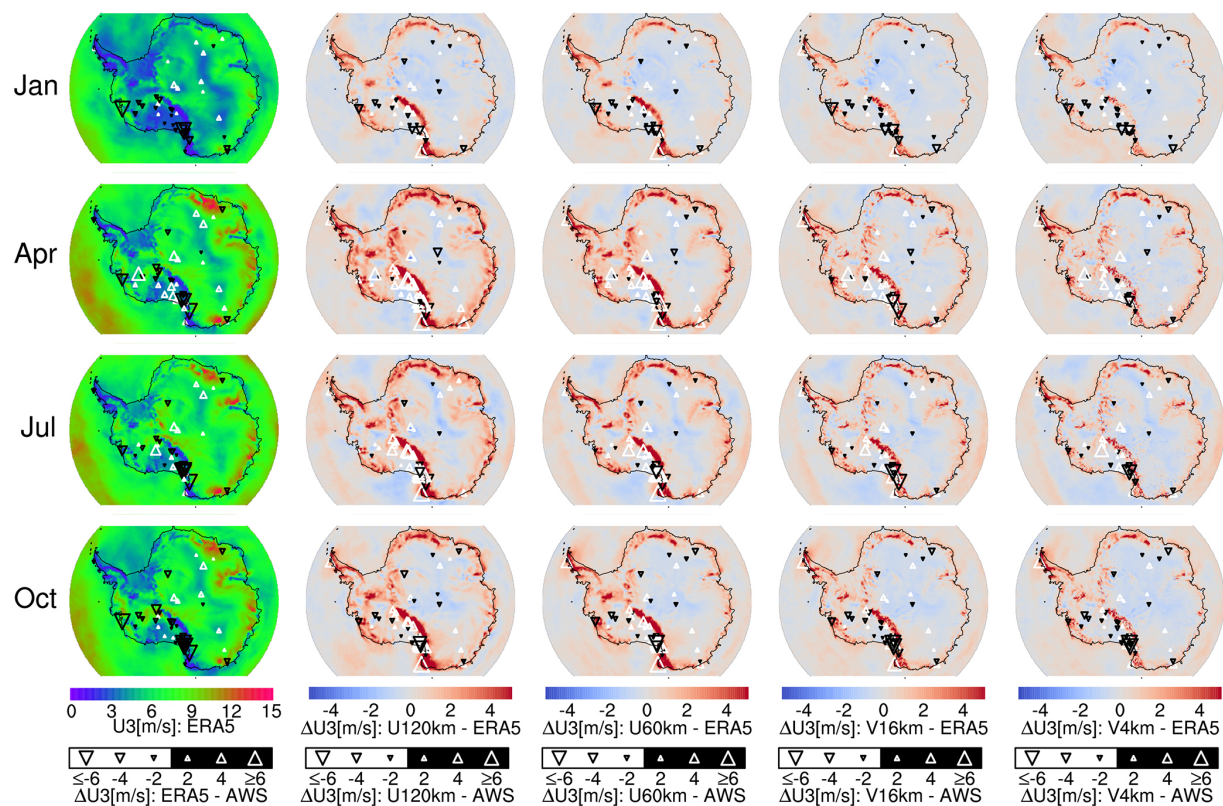 Jan
Apr
Jul
Oct
0 3 6 9 12 15
U3[m/s]: ERA5
-4 -2 0 2 4
ΔU3[m/s]: U120km - ERA5
-4 -2 0 2 4
ΔU3[m/s]: U60km - ERA5
-4 -2 0 2 4
ΔU3[m/s]: V16km - ERA5
-4 -2 0 2 4
ΔU3[m/s]: V4km - ERA5
≤-6 -4 -2 2 4 ≥6
ΔU3[m/s]: ERA5 - AWS
≤-6 -4 -2 2 4 ≥6
ΔU3[m/s]: U120km - AWS
≤-6 -4 -2 2 4 ≥6
ΔU3[m/s]: U60km - AWS
≤-6 -4 -2 2 4 ≥6
ΔU3[m/s]: V16km - AWS
≤-6 -4 -2 2 4 ≥6
ΔU3[m/s]: V4km - AWS